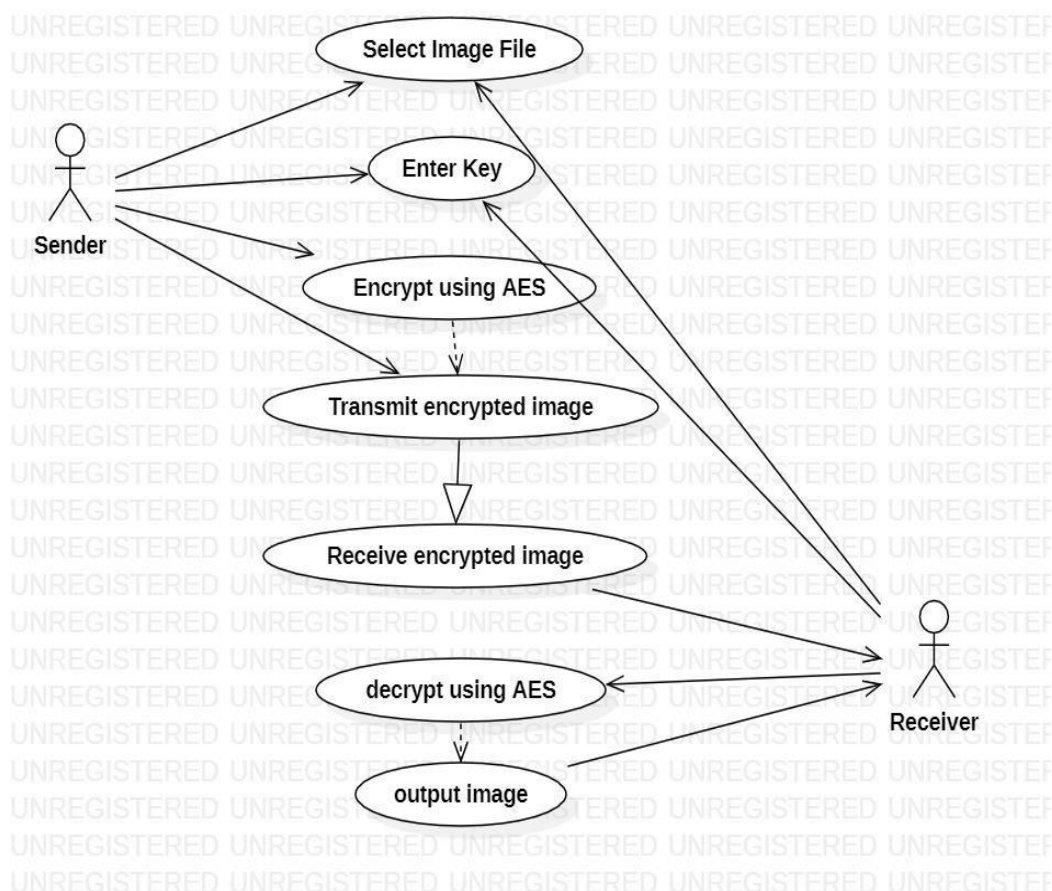 Select Image File
Enter Key
Sender
Encrypt using AES
Transmit encrypted image
Receive encrypted image
decrypt using AES
Receiver
output image
UNREGISTERED